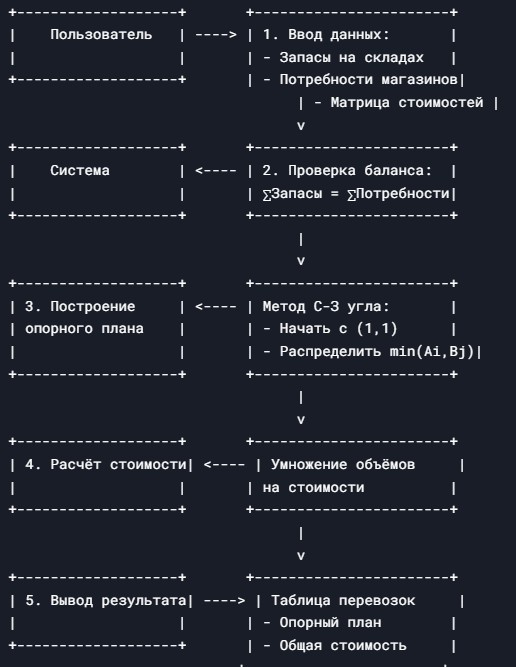 +-------------------+       +-----------------------+
|    Пользователь   | ----> | 1. Ввод данных:       |
|                   |       | - Запасы на складах   |
+-------------------+       | - Потребности магазинов|
                                  | - Матрица стоимостей |
                                  v
+-------------------+       +-----------------------+
|    Система        | <---- | 2. Проверка баланса:  |
|                   |       | ∑Запасы = ∑Потребности|
+-------------------+       +-----------------------+
                                  |
                                  v
+-------------------+       +-----------------------+
| 3. Построение     | <---- | Метод С-З угла:       |
| опорного плана    |       | - Начать с (1,1)      |
|                   |       | - Распределить min(Ai,Bj)|
+-------------------+       +-----------------------+
                                  |
                                  v
+-------------------+       +-----------------------+
| 4. Расчёт стоимости| <---- | Умножение объёмов     |
|                   |       | на стоимости          |
+-------------------+       +-----------------------+
                                  |
                                  v
+-------------------+       +-----------------------+
| 5. Вывод результата| ----> | Таблица перевозок     |
|                   |       | - Опорный план        |
+-------------------+       | - Общая стоимость     |